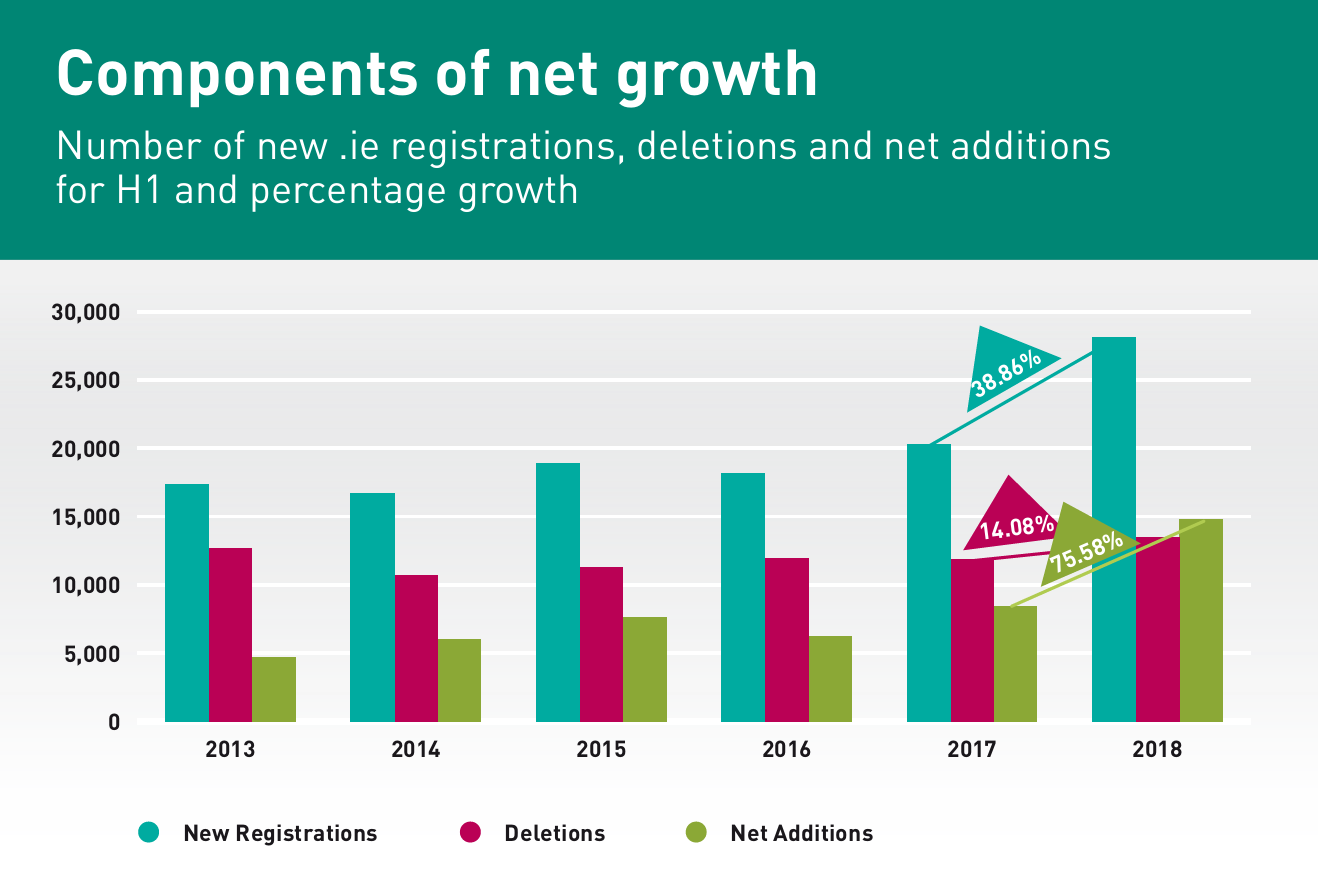 Components of net growth
Number of new .ie registrations, deletions and net additions
for H1 and percentage growth
30,000
25,000
20,000
15,000
10,000
5,000
0
38.86%
14.08%
75.58%
2013
2014
2015
2016
2017
2018
New Registrations
Deletions
Net Additions